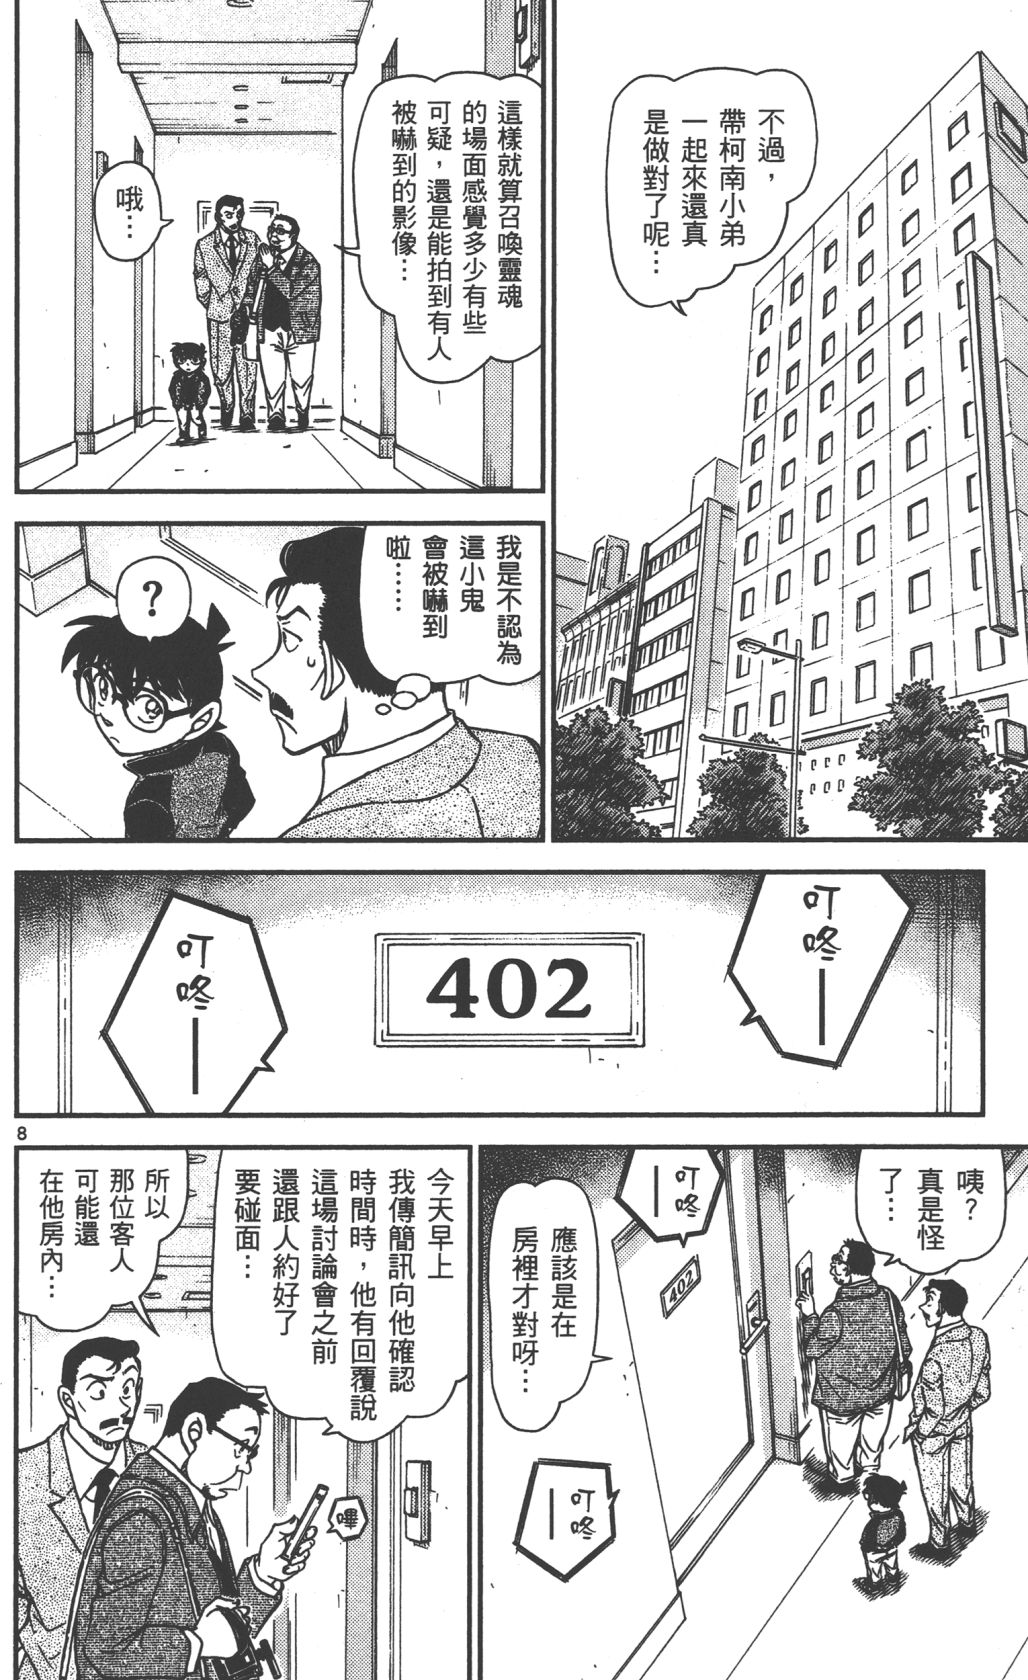 不過，
帶柯南小弟
一起來還真
是做對了呢…
這樣就算召喚靈魂
的場面感覺多少有些
可疑，還是能拍到有人
被嚇到的影像…
哦…
我是不認為
這小鬼
會被嚇到
啦……
？
叮咚—
402
叮咚—
咦？
真是怪
了…
叮咚—
402
應該是在
房裡才對呀…
叮咚—
今天早上
我傳簡訊向他確認
時間時，他有回覆說
這場討論會之前
還跟人約好了
要碰面…
嗶
所以
那位客人
可能還
在他房內…
8